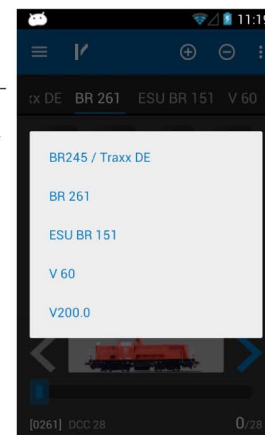 11:19
:x DE BR 261 ESU BR 151 V 60
BR245 / Traxx DE
BR 261
ESU BR 151
V 60
V200.0
[0261] DCC 28 0/28